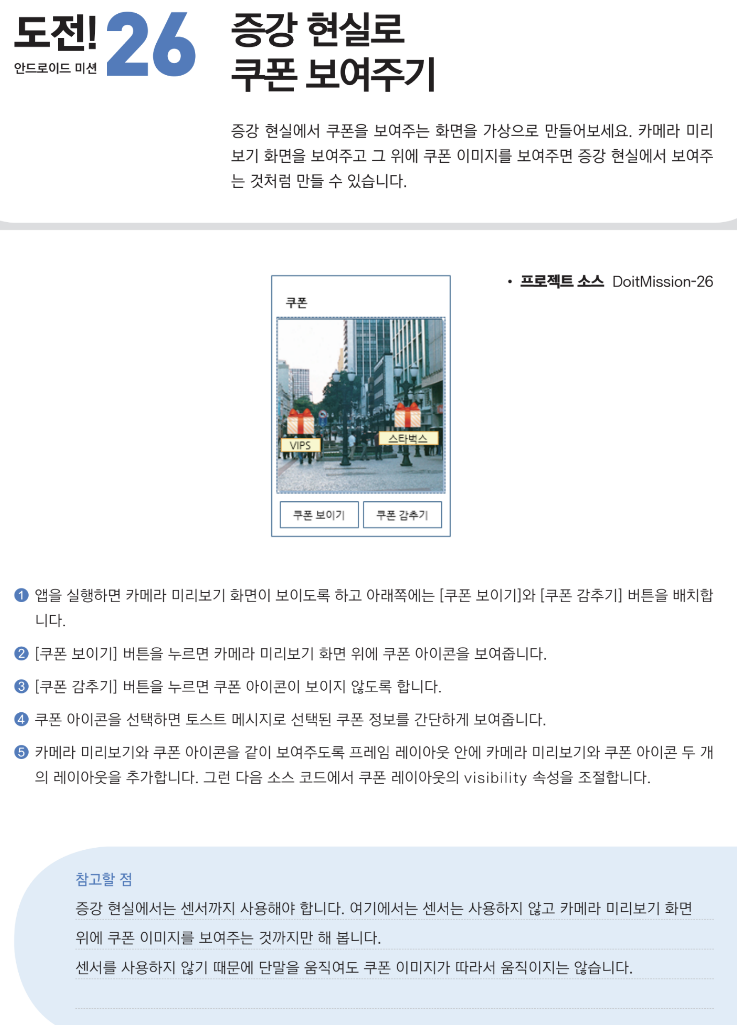 도전! 26
안드로이드 미션
증강 현실로
쿠폰 보여주기
증강 현실에서 쿠폰을 보여주는 화면을 가상으로 만들어보세요. 카메라 미리
보기 화면을 보여주고 그 위에 쿠폰 이미지를 보여주면 증강 현실에서 보여주
는 것처럼 만들 수 있습니다.
• 프로젝트 소스 DoitMission-26
쿠폰
VIPS
스타벅스
쿠폰 보이기
쿠폰 감추기
1 앱을 실행하면 카메라 미리보기 화면이 보이도록 하고 아래쪽에는 [쿠폰 보이기]와 [쿠폰 감추기] 버튼을 배치합
니다.
2 [쿠폰 보이기] 버튼을 누르면 카메라 미리보기 화면 위에 쿠폰 아이콘을 보여줍니다.
3 [쿠폰 감추기] 버튼을 누르면 쿠폰 아이콘이 보이지 않도록 합니다.
4 쿠폰 아이콘을 선택하면 토스트 메시지로 선택된 쿠폰 정보를 간단하게 보여줍니다.
5 카메라 미리보기와 쿠폰 아이콘을 같이 보여주도록 프레임 레이아웃 안에 카메라 미리보기와 쿠폰 아이콘 두 개
의 레이아웃을 추가합니다. 그런 다음 소스 코드에서 쿠폰 레이아웃의 visibility 속성을 조절합니다.
참고할 점
증강 현실에서는 센서까지 사용해야 합니다. 여기에서는 센서는 사용하지 않고 카메라 미리보기 화면
위에 쿠폰 이미지를 보여주는 것까지만 해 봅니다.
센서를 사용하지 않기 때문에 단말을 움직여도 쿠폰 이미지가 따라서 움직이지는 않습니다.